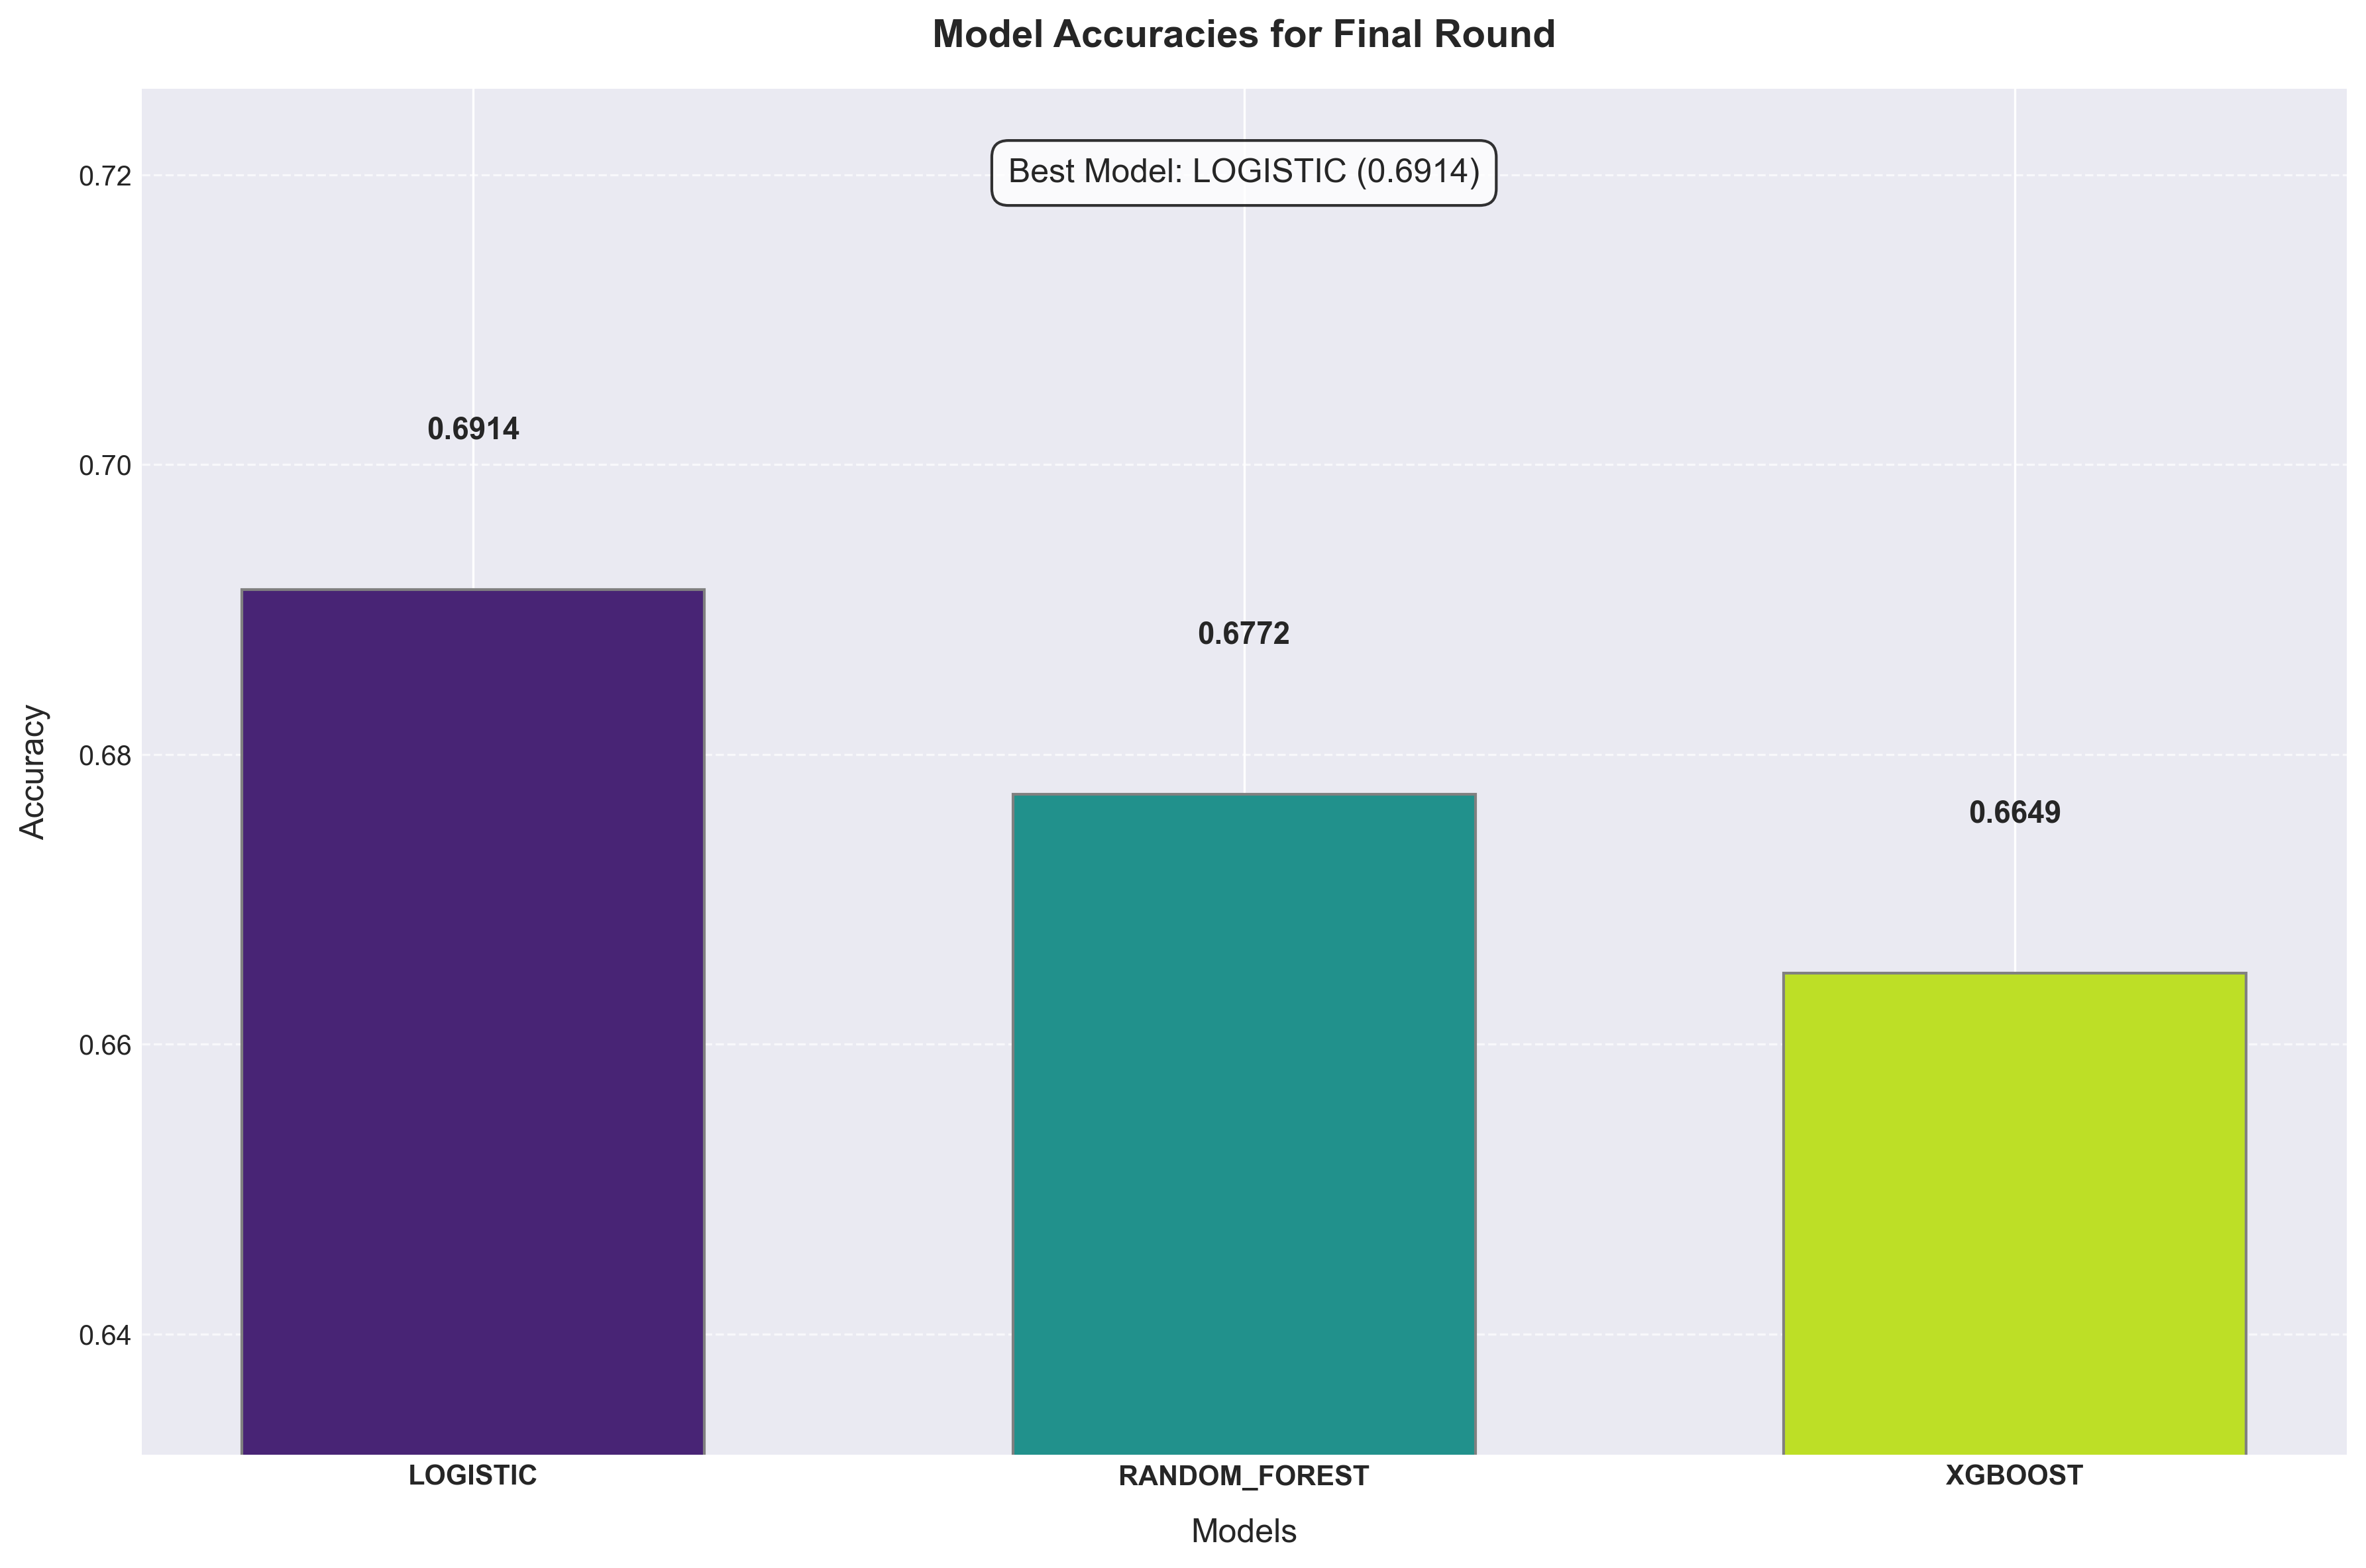 Model Accuracies for Final Round
Best Model: LOGISTIC (0.6914)
0.72
0.70
0.68
0.66
0.64
Accuracy
0.6914
0.6772
0.6649
LOGISTIC
RANDOM_FOREST
XGBOOST
Models